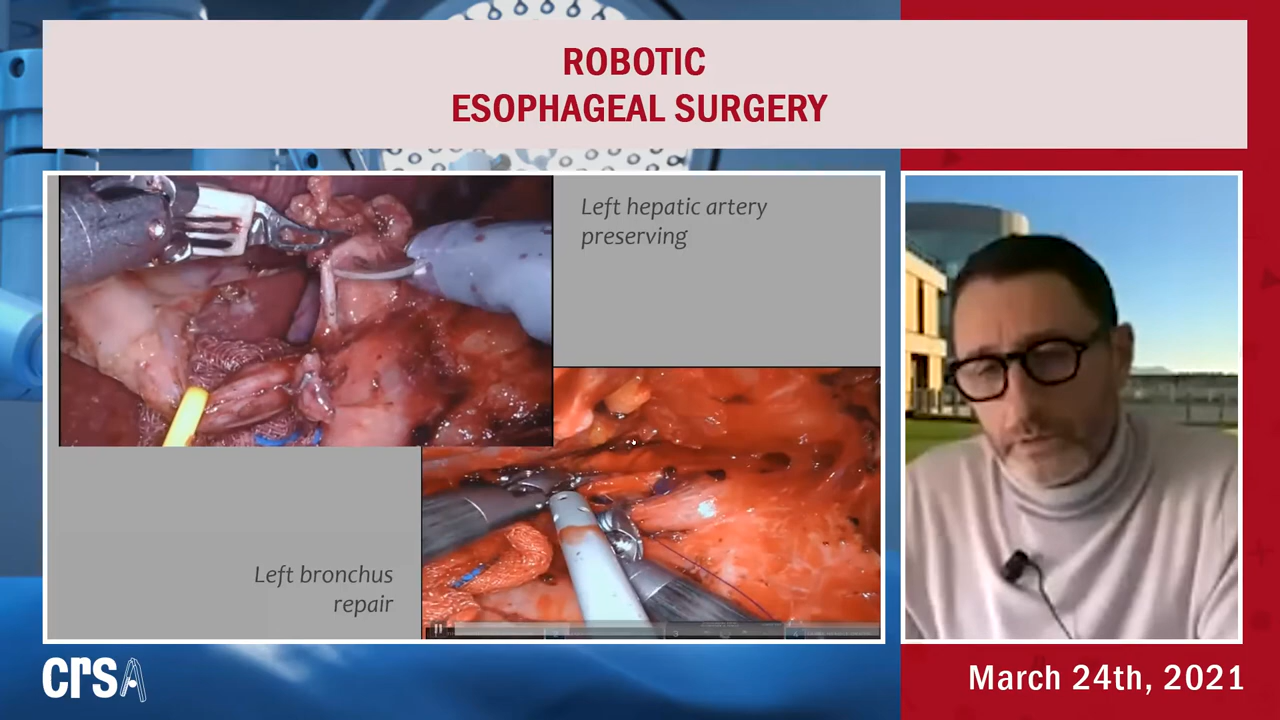 ROBOTIC
ESOPHAGEAL SURGERY
Left hepatic artery
preserving
Left bronchus
repair
crsA
March 24th, 2021